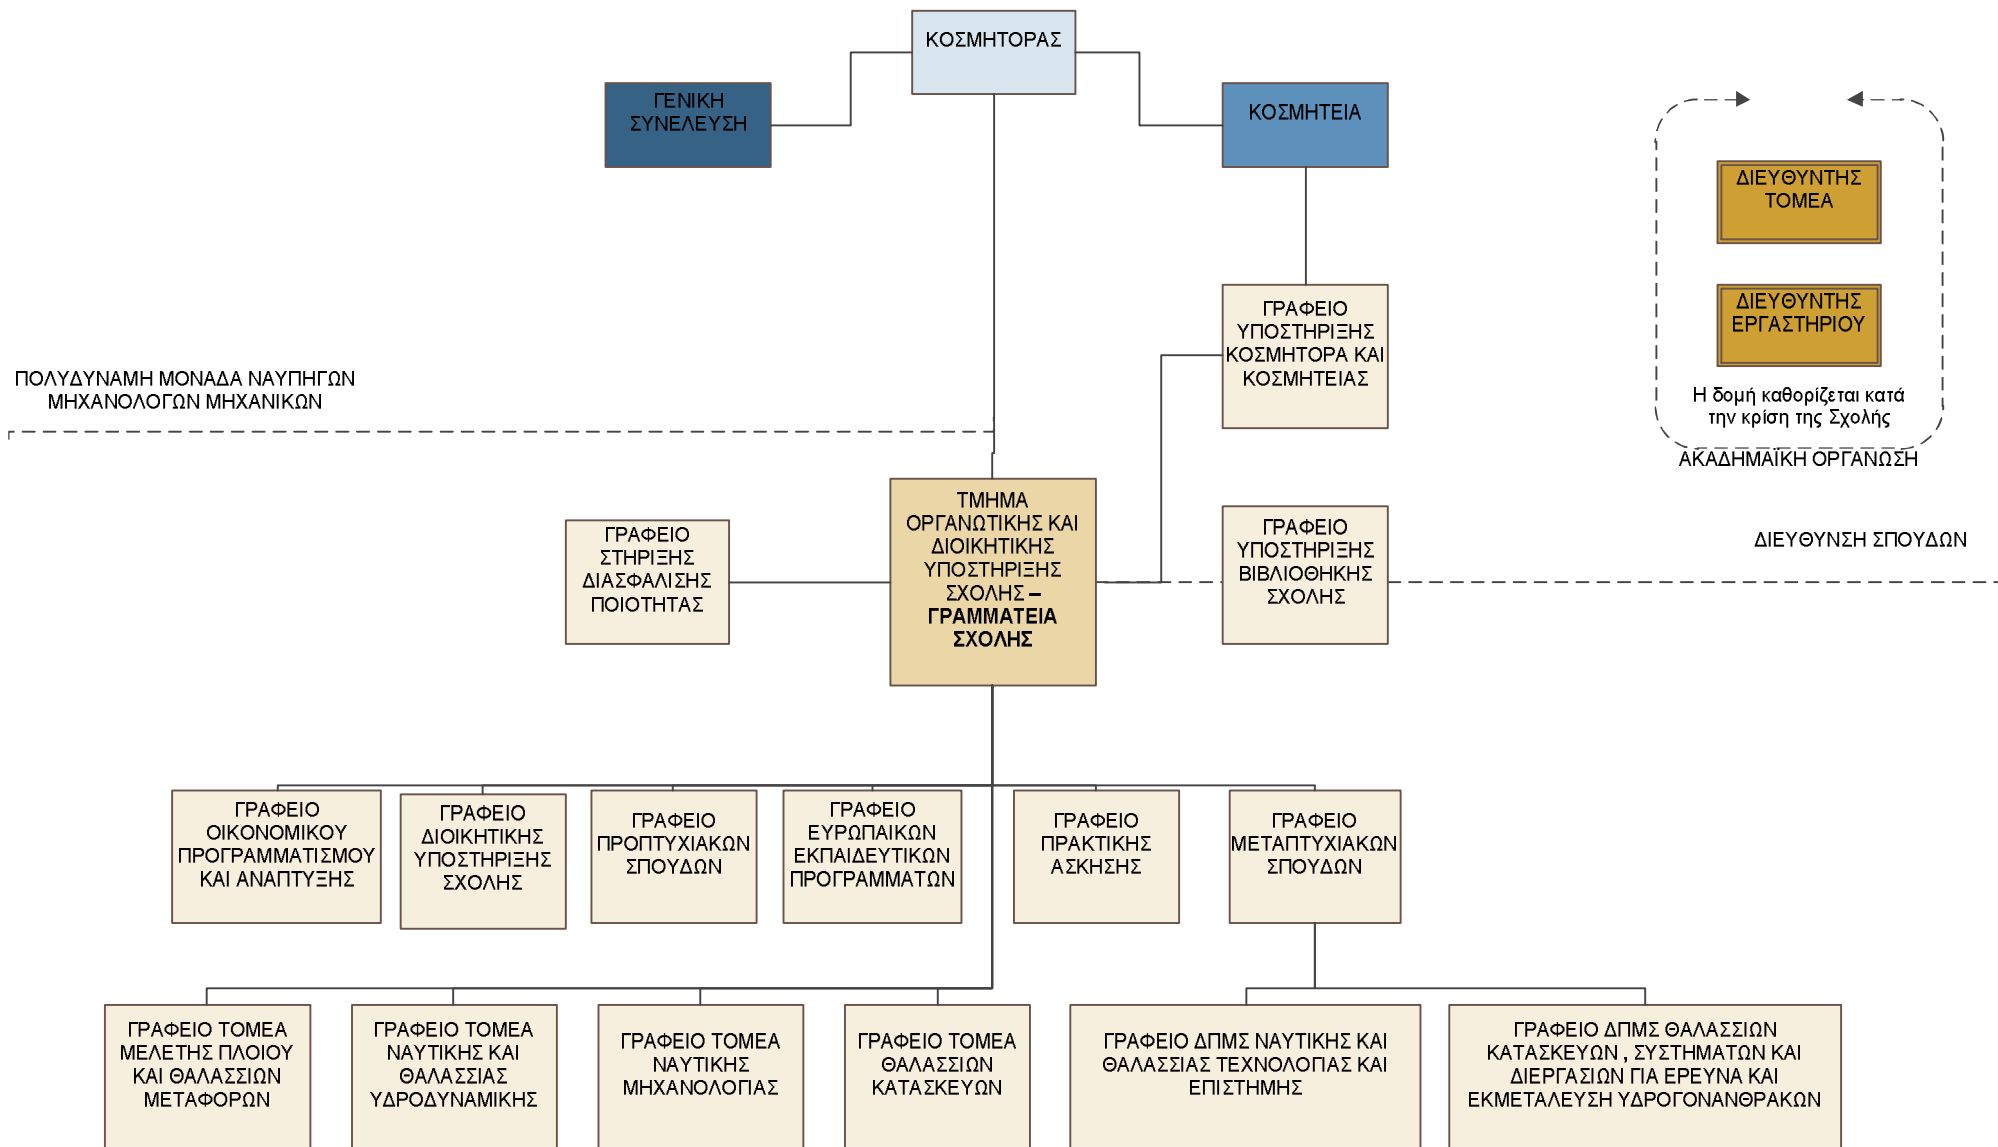 ΚΟΣΜΗΤΟΡΑΣ
ΓΕΝΙΚΗ
ΣΥΝΕΛΕΥΣΗ
ΚΟΣΜΗΤΕΙΑ
ΔΙΕΥΘΥΝΤΗΣ
ΤΟΜΕΑ
ΔΙΕΥΘΥΝΤΗΣ
ΕΡΓΑΣΤΗΡΙΟΥ
Η δομή καθορίζεται κατά
την κρίση της Σχολής
ΑΚΑΔΗΜΑΪΚΗ ΟΡΓΑΝΩΣΗ
ΓΡΑΦΕΙΟ
ΥΠΟΣΤΗΡΙΞΗΣ
ΚΟΣΜΗΤΟΡΑ ΚΑΙ
ΚΟΣΜΗΤΕΙΑΣ
ΠΟΛΥΔΥΝΑΜΗ ΜΟΝΑΔΑ ΝΑΥΠΗΓΩΝ
ΜΗΧΑΝΟΛΟΓΩΝ ΜΗΧΑΝΙΚΩΝ
ΓΡΑΦΕΙΟ
ΣΤΗΡΙΞΗΣ
ΔΙΑΣΦΑΛΙΣΗΣ
ΠΟΙΟΤΗΤΑΣ
ΤΜΗΜΑ
ΟΡΓΑΝΩΤΙΚΗΣ ΚΑΙ
ΔΙΟΙΚΗΤΙΚΗΣ
ΥΠΟΣΤΗΡΙΞΗΣ
ΣΧΟΛΗΣ –
ΓΡΑΜΜΑΤΕΙΑ
ΣΧΟΛΗΣ
ΓΡΑΦΕΙΟ
ΥΠΟΣΤΗΡΙΞΗΣ
ΒΙΒΛΙΟΘΗΚΗΣ
ΣΧΟΛΗΣ
ΔΙΕΥΘΥΝΣΗ ΣΠΟΥΔΩΝ
ΓΡΑΦΕΙΟ
ΟΙΚΟΝΟΜΙΚΟΥ
ΠΡΟΓΡΑΜΜΑΤΙΣΜΟΥ
ΚΑΙ ΑΝΑΠΤΥΞΗΣ
ΓΡΑΦΕΙΟ
ΔΙΟΙΚΗΤΙΚΗΣ
ΥΠΟΣΤΗΡΙΞΗΣ
ΣΧΟΛΗΣ
ΓΡΑΦΕΙΟ
ΠΡΟΠΤΥΧΙΑΚΩΝ
ΣΠΟΥΔΩΝ
ΓΡΑΦΕΙΟ
ΕΥΡΩΠΑΙΚΩΝ
ΕΚΠΑΙΔΕΥΤΙΚΩΝ
ΠΡΟΓΡΑΜΜΑΤΩΝ
ΓΡΑΦΕΙΟ
ΠΡΑΚΤΙΚΗΣ
ΑΣΚΗΣΗΣ
ΓΡΑΦΕΙΟ
ΜΕΤΑΠΤΥΧΙΑΚΩΝ
ΣΠΟΥΔΩΝ
ΓΡΑΦΕΙΟ ΤΟΜΕΑ
ΜΕΛΕΤΗΣ ΠΛΟΙΟΥ
ΚΑΙ ΘΑΛΑΣΣΙΩΝ
ΜΕΤΑΦΟΡΩΝ
ΓΡΑΦΕΙΟ ΤΟΜΕΑ
ΝΑΥΤΙΚΗΣ ΚΑΙ
ΘΑΛΑΣΣΙΑΣ
ΥΔΡΟΔΥΝΑΜΙΚΗΣ
ΓΡΑΦΕΙΟ ΤΟΜΕΑ
ΝΑΥΤΙΚΗΣ
ΜΗΧΑΝΟΛΟΓΙΑΣ
ΓΡΑΦΕΙΟ ΤΟΜΕΑ
ΘΑΛΑΣΣΙΩΝ
ΚΑΤΑΣΚΕΥΩΝ
ΓΡΑΦΕΙΟ ΔΠΜΣ ΝΑΥΤΙΚΗΣ ΚΑΙ
ΘΑΛΑΣΣΙΑΣ ΤΕΧΝΟΛΟΓΙΑΣ ΚΑΙ
ΕΠΙΣΤΗΜΗΣ
ΓΡΑΦΕΙΟ ΔΠΜΣ ΘΑΛΑΣΣΙΩΝ
ΚΑΤΑΣΚΕΥΩΝ , ΣΥΣΤΗΜΑΤΩΝ ΚΑΙ
ΔΙΕΡΓΑΣΙΩΝ ΓΙΑ ΕΡΕΥΝΑ ΚΑΙ
ΕΚΜΕΤΑΛΕΥΣΗ ΥΔΡΟΓΟΝΑΝΘΡΑΚΩΝ